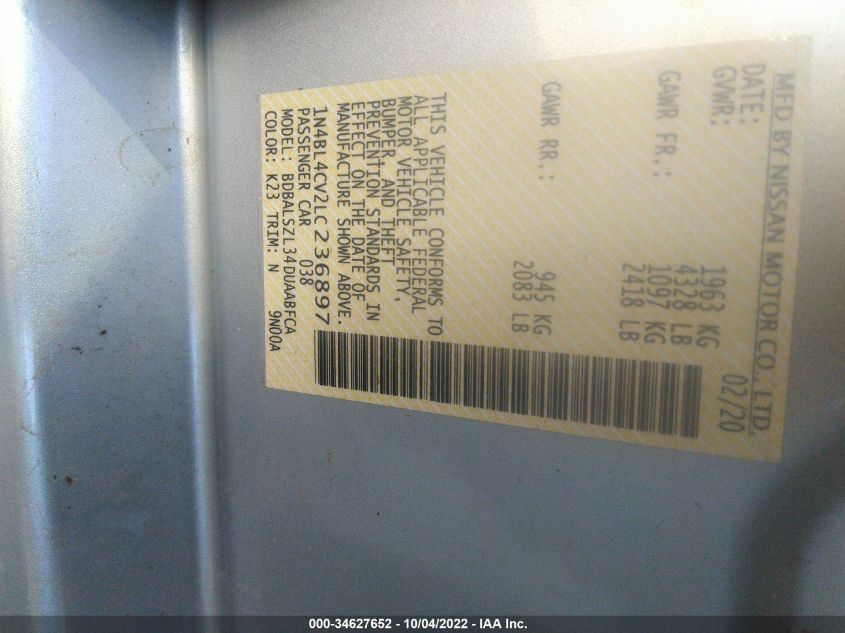 MFD BY NISSAN MOTOR CO., LTD.
DATE: 02/20
GVWR: 1963 KG
4328 LB
GAWR FR.: 1097 KG
2418 LB
GAWR RR.: 945 KG
2083 LB
THIS VEHICLE CONFORMS TO
ALL APPLICABLE FEDERAL
MOTOR VEHICLE SAFETY,
BUMPER, AND THEFT
PREVENTION STANDARDS IN
EFFECT ON THE DATE OF
MANUFACTURE SHOWN ABOVE.
1N4BL4CV2LC236897
PASSENGER CAR 038
MODEL: BDBALSZL34DUAABFCA
COLOR: K23 TRIM: N 9N00A
000-34627652 - 10/04/2022 - IAA Inc.